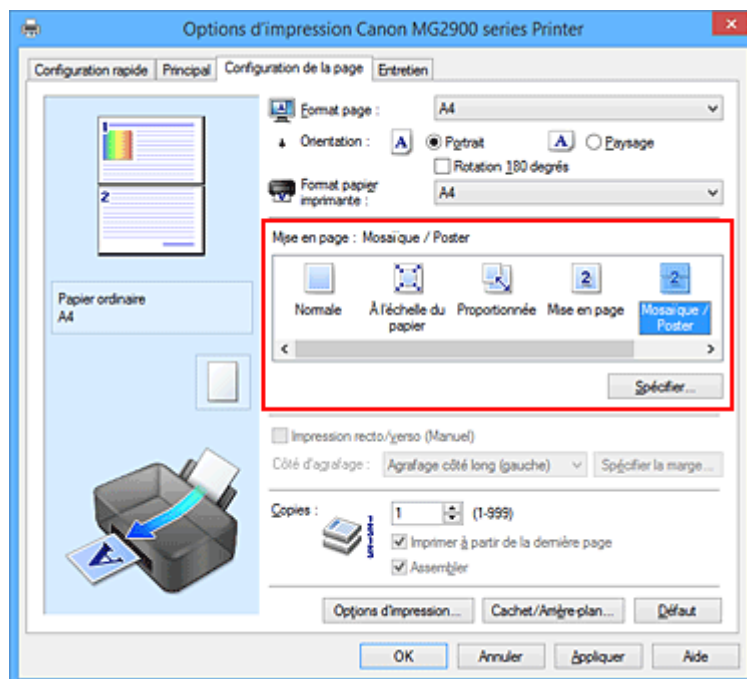 Options d'impression Canon MG2900 series Printer
Configuration rapide Principal Configuration de la page Entretien
Format page : A4
Orientation : A Portrait A Paysage
Rotation 180 degrés
Format papier
imprimante : A4
1
2
Papier ordinaire
A4
Mise en page : Mosaïque / Poster
2 2
Normale À l'échelle du papier Proportionnée Mise en page Mosaïque / Poster
Spécifier...
Impression recto/verso (Manuel)
Côté d'agrafage : Agrafage côté long (gauche) Spécifier la marge...
Copies : 1 (1-999)
Imprimer à partir de la dernière page
Assembler
A
Options d'impression... Cachet/Arrière-plan... Défaut
OK Annuler Appliquer Aide